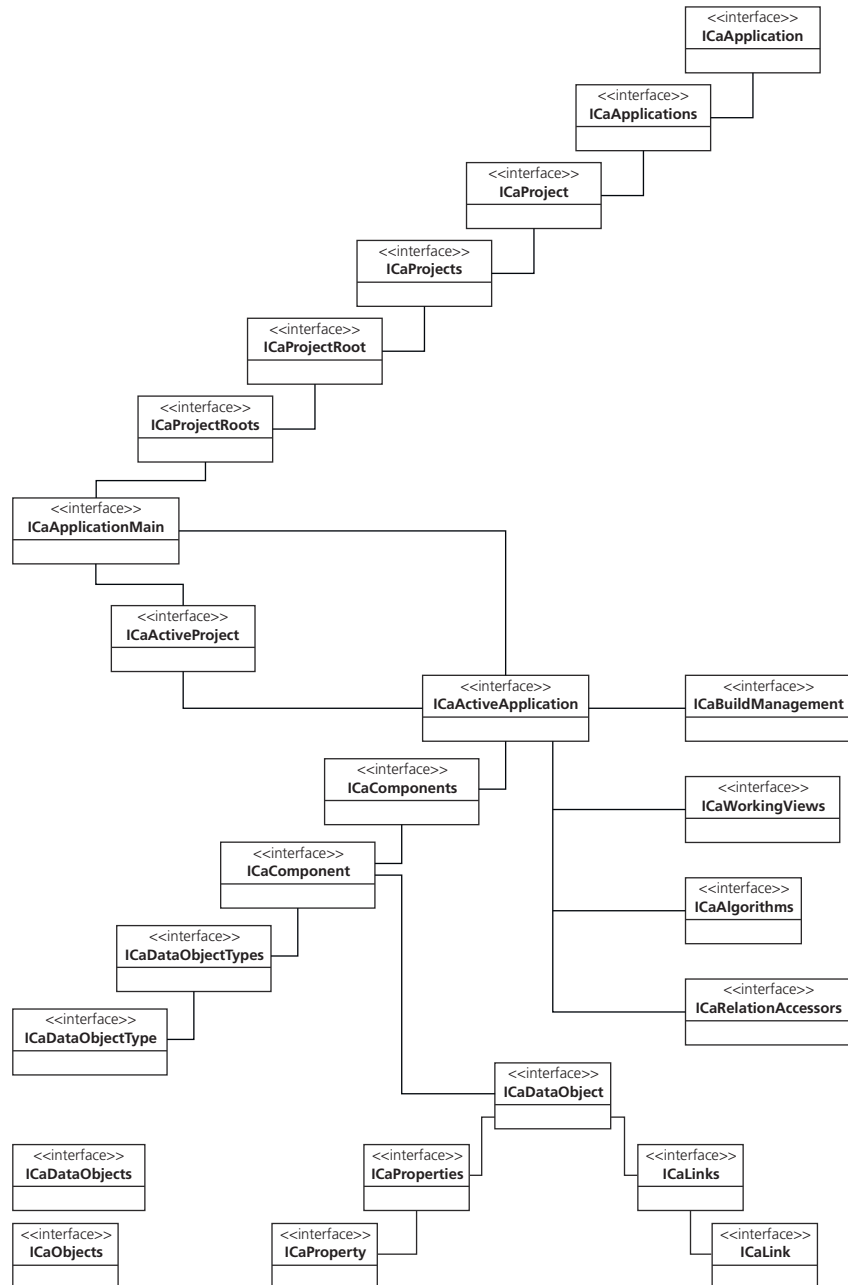 <<interface>>
ICaApplication
<<interface>>
ICaApplications
<<interface>>
ICaProject
<<interface>>
ICaProjects
<<interface>>
ICaProjectRoot
<<interface>>
ICaProjectRoots
<<interface>>
ICaApplicationMain
<<interface>>
ICaActiveProject
<<interface>>
ICaActiveApplication
<<interface>>
ICaBuildManagement
<<interface>>
ICaComponents
<<interface>>
ICaWorkingViews
<<interface>>
ICaComponent
<<interface>>
ICaAlgorithms
<<interface>>
ICaDataObjectTypes
<<interface>>
ICaRelationAccessors
<<interface>>
ICaDataObjectType
<<interface>>
ICaDataObject
<<interface>>
ICaDataObjects
<<interface>>
ICaProperties
<<interface>>
ICaLinks
<<interface>>
ICaObjects
<<interface>>
ICaProperty
<<interface>>
ICaLink